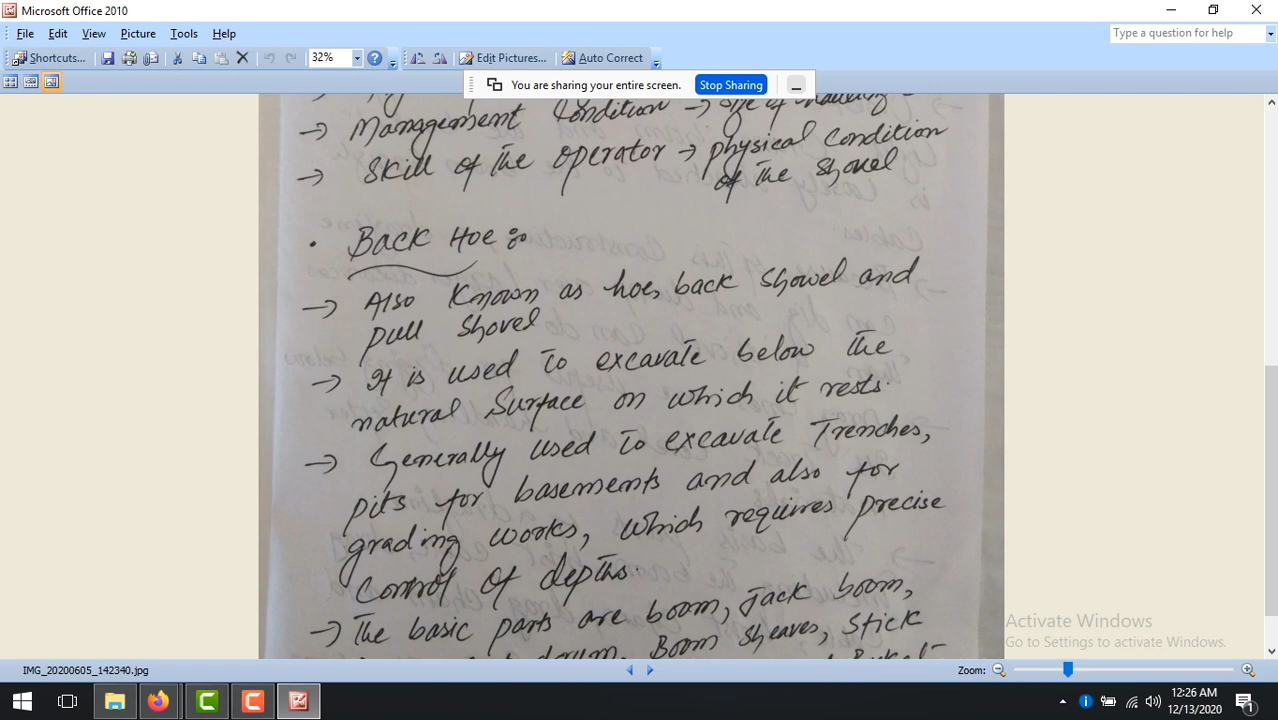 Microsoft Office 2010
File Edit View Picture Tools Help
Type a question for help
Shortcuts... 32% Edit Pictures... Auto Correct
You are sharing your entire screen. Stop Sharing
→ Management Condition → of
→ Skill of the operator → physical condition
of the shovel
• Back Hoe :-
→ Also Known as hoe, back shovel and
pull shovel
→ It is used to excavate below the
natural Surface on which it rests.
→ Generally used to excavate Trenches,
pits for basements and also for
grading works, which requires precise
Control of depths.
→ The basic parts are boom, Jack boom,
drum, Boom sheaves, Stick
Activate Windows
Go to Settings to activate Windows.
IMG_20200605_142340.jpg
Zoom:
12:26 AM
12/13/2020
1